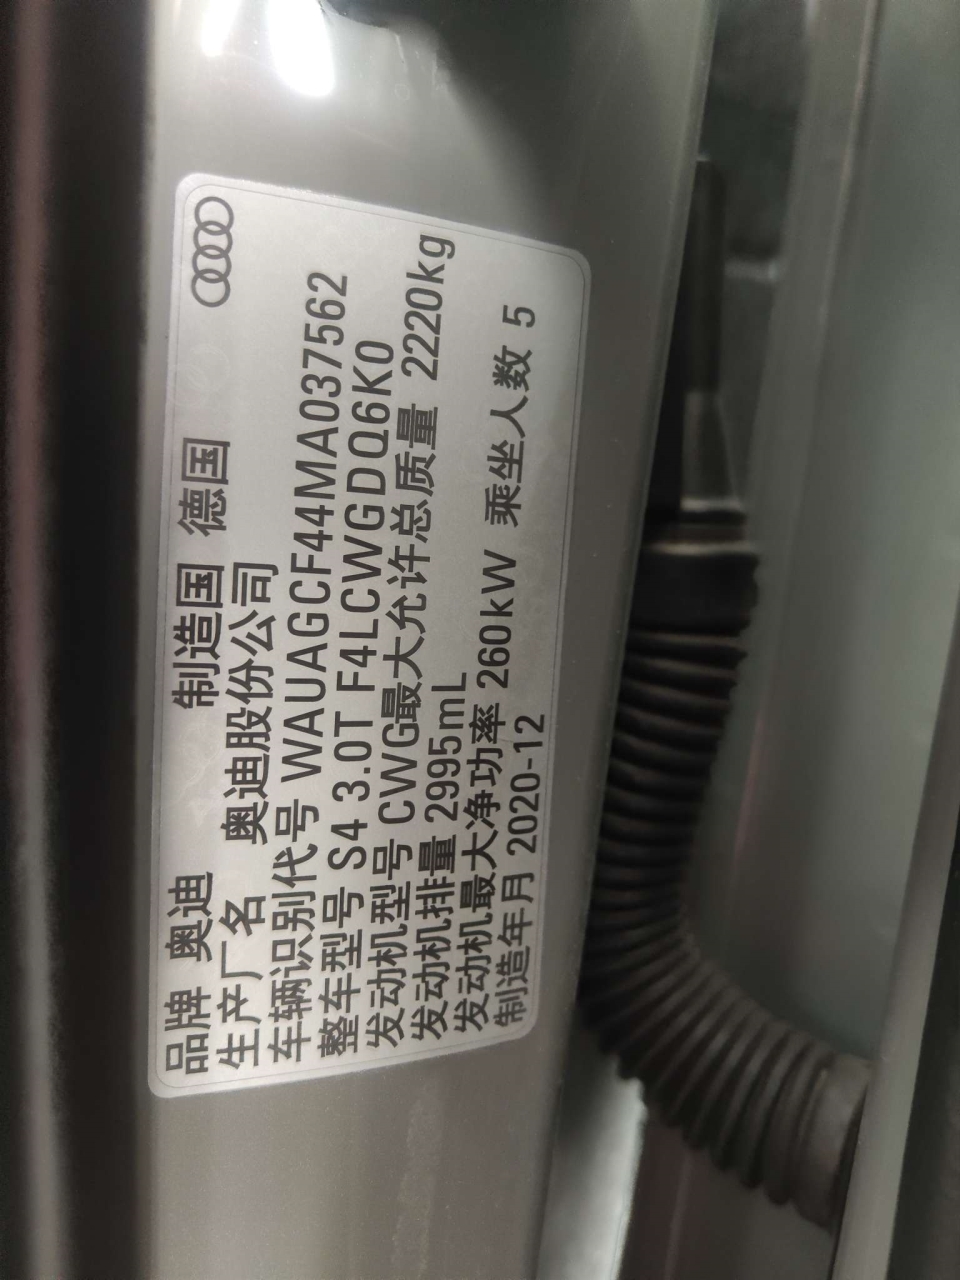 品牌 奥迪 制造国 德国
生产厂名 奥迪股份公司
车辆识别代号 WAUAGCF44MA037562
整车型号 S4 3.0T F4LCWGDQ6K0
发动机型号 CWG最大允许总质量 2220kg
发动机排量 2995mL
发动机最大净功率 260kW 乘坐人数 5
制造年月 2020-12